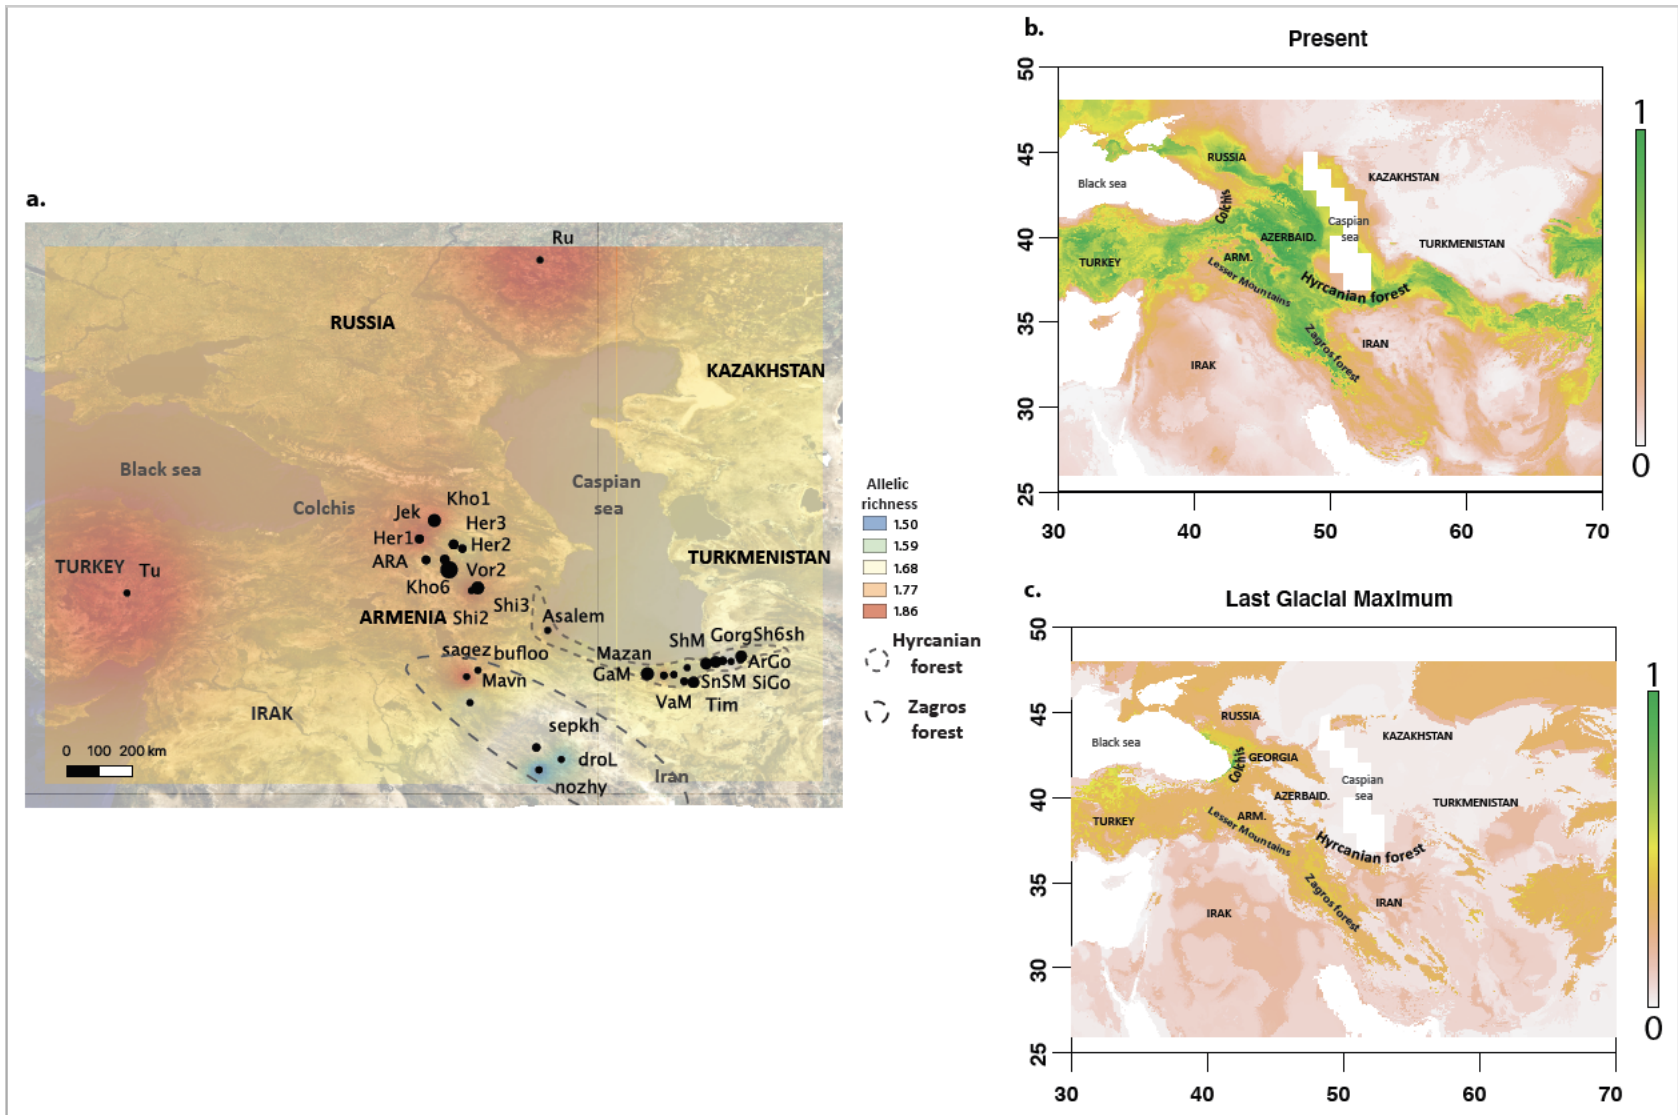 a.
Ru
RUSSIA
KAZAKHSTAN
Black sea
Caspian
sea
Colchis
Kho1
Jek
Her3
Her1
Her2
TURKMENISTAN
ARA
TURKEY Tu
Vor2
Kho6
Shi3
ARMENIA Shi2
Asalem
ShM GorgSh6sh
sagez bufloo
Mazan
ArGo
GaM
Mavn
SnSM SiGo
VaM Tim
IRAK
sepkh
0 100 200 km
droL
Iran
nozhy
Allelic
richness
1.50
1.59
1.68
1.77
1.86
Hyrcanian
forest
Zagros
forest
b.
Present
50
45
40
35
30
25
30 40 50 60 70
RUSSIA
KAZAKHSTAN
Black sea
Colchis
Caspian
sea
AZERBAID.
TURKMENISTAN
TURKEY
ARM.
Lesser Mountains
Hyrcanian forest
Zagros forest
IRAN
IRAK
1
0
c.
Last Glacial MaxImum
50
45
40
35
30
25
30 40 50 60 70
RUSSIA
KAZAKHSTAN
Black sea
Colchis
GEORGIA
Caspian
sea
AZERBAID.
TURKMENISTAN
TURKEY
ARM.
Lesser Mountains
Hyrcanian forest
Zagros forest
IRAN
IRAK
1
0